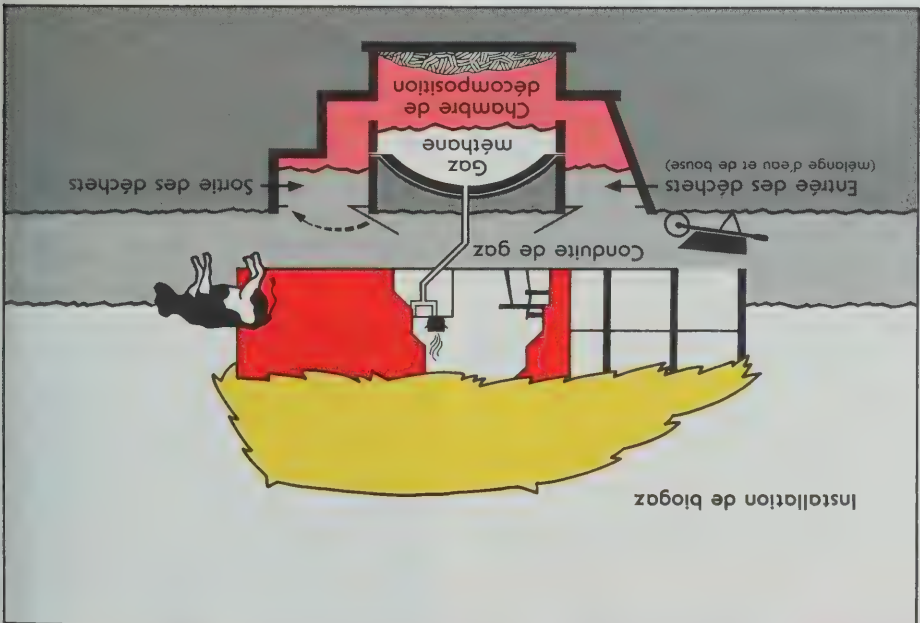 Installation de biogaz
Conduite de gaz
Entrée des déchets
(mélange d'eau et de bouse)
Sortie des déchets
Gaz
méthane
Chambre de
décomposition